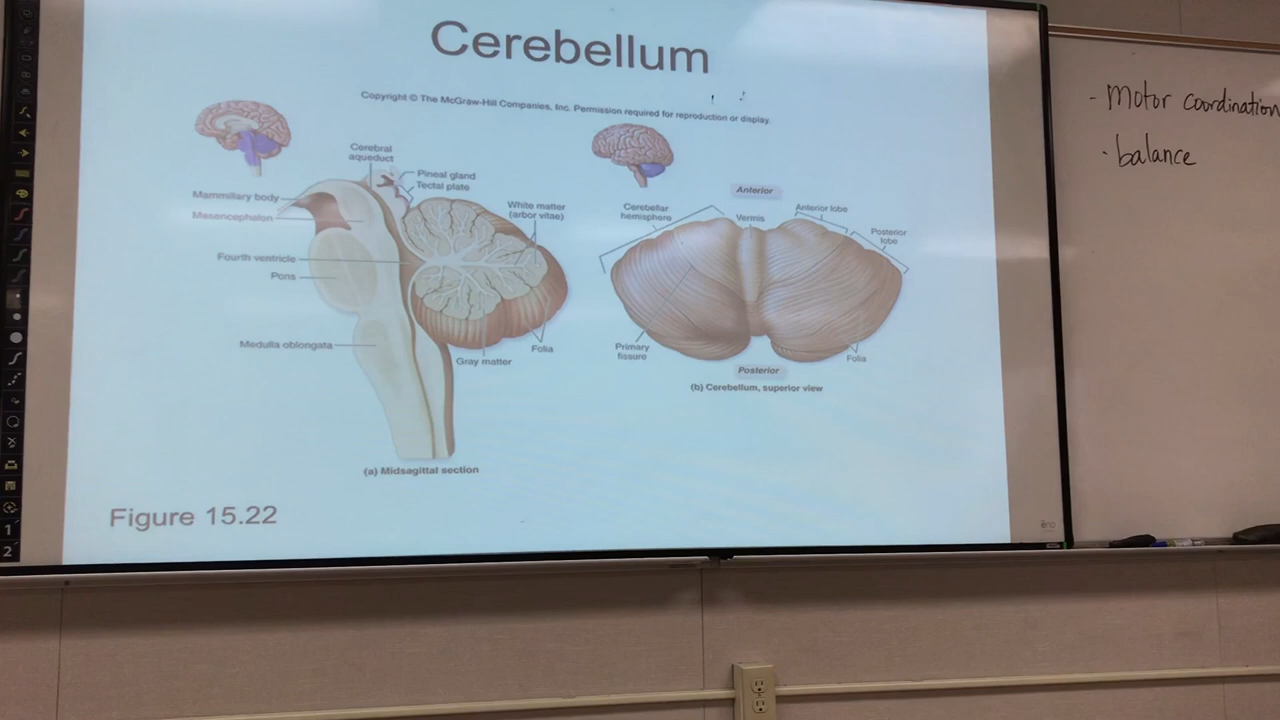 Cerebellum
Copyright © The McGraw-Hill Companies, Inc. Permission required for reproduction or display.
Cerebral
aqueduct
Pineal gland
Tectal plate
Mammillary body
Mesencephalon
White matter
(arbor vitae)
Fourth ventricle
Pons
Medulla oblongata
Gray matter
Folia
(a) Midsagittal section
Anterior
Cerebellar
hemisphere
Vermis
Anterior lobe
Posterior
lobe
Primary
fissure
Folia
Posterior
(b) Cerebellum, superior view
Figure 15.22
- Motor coordination
- balance
eno
1
2